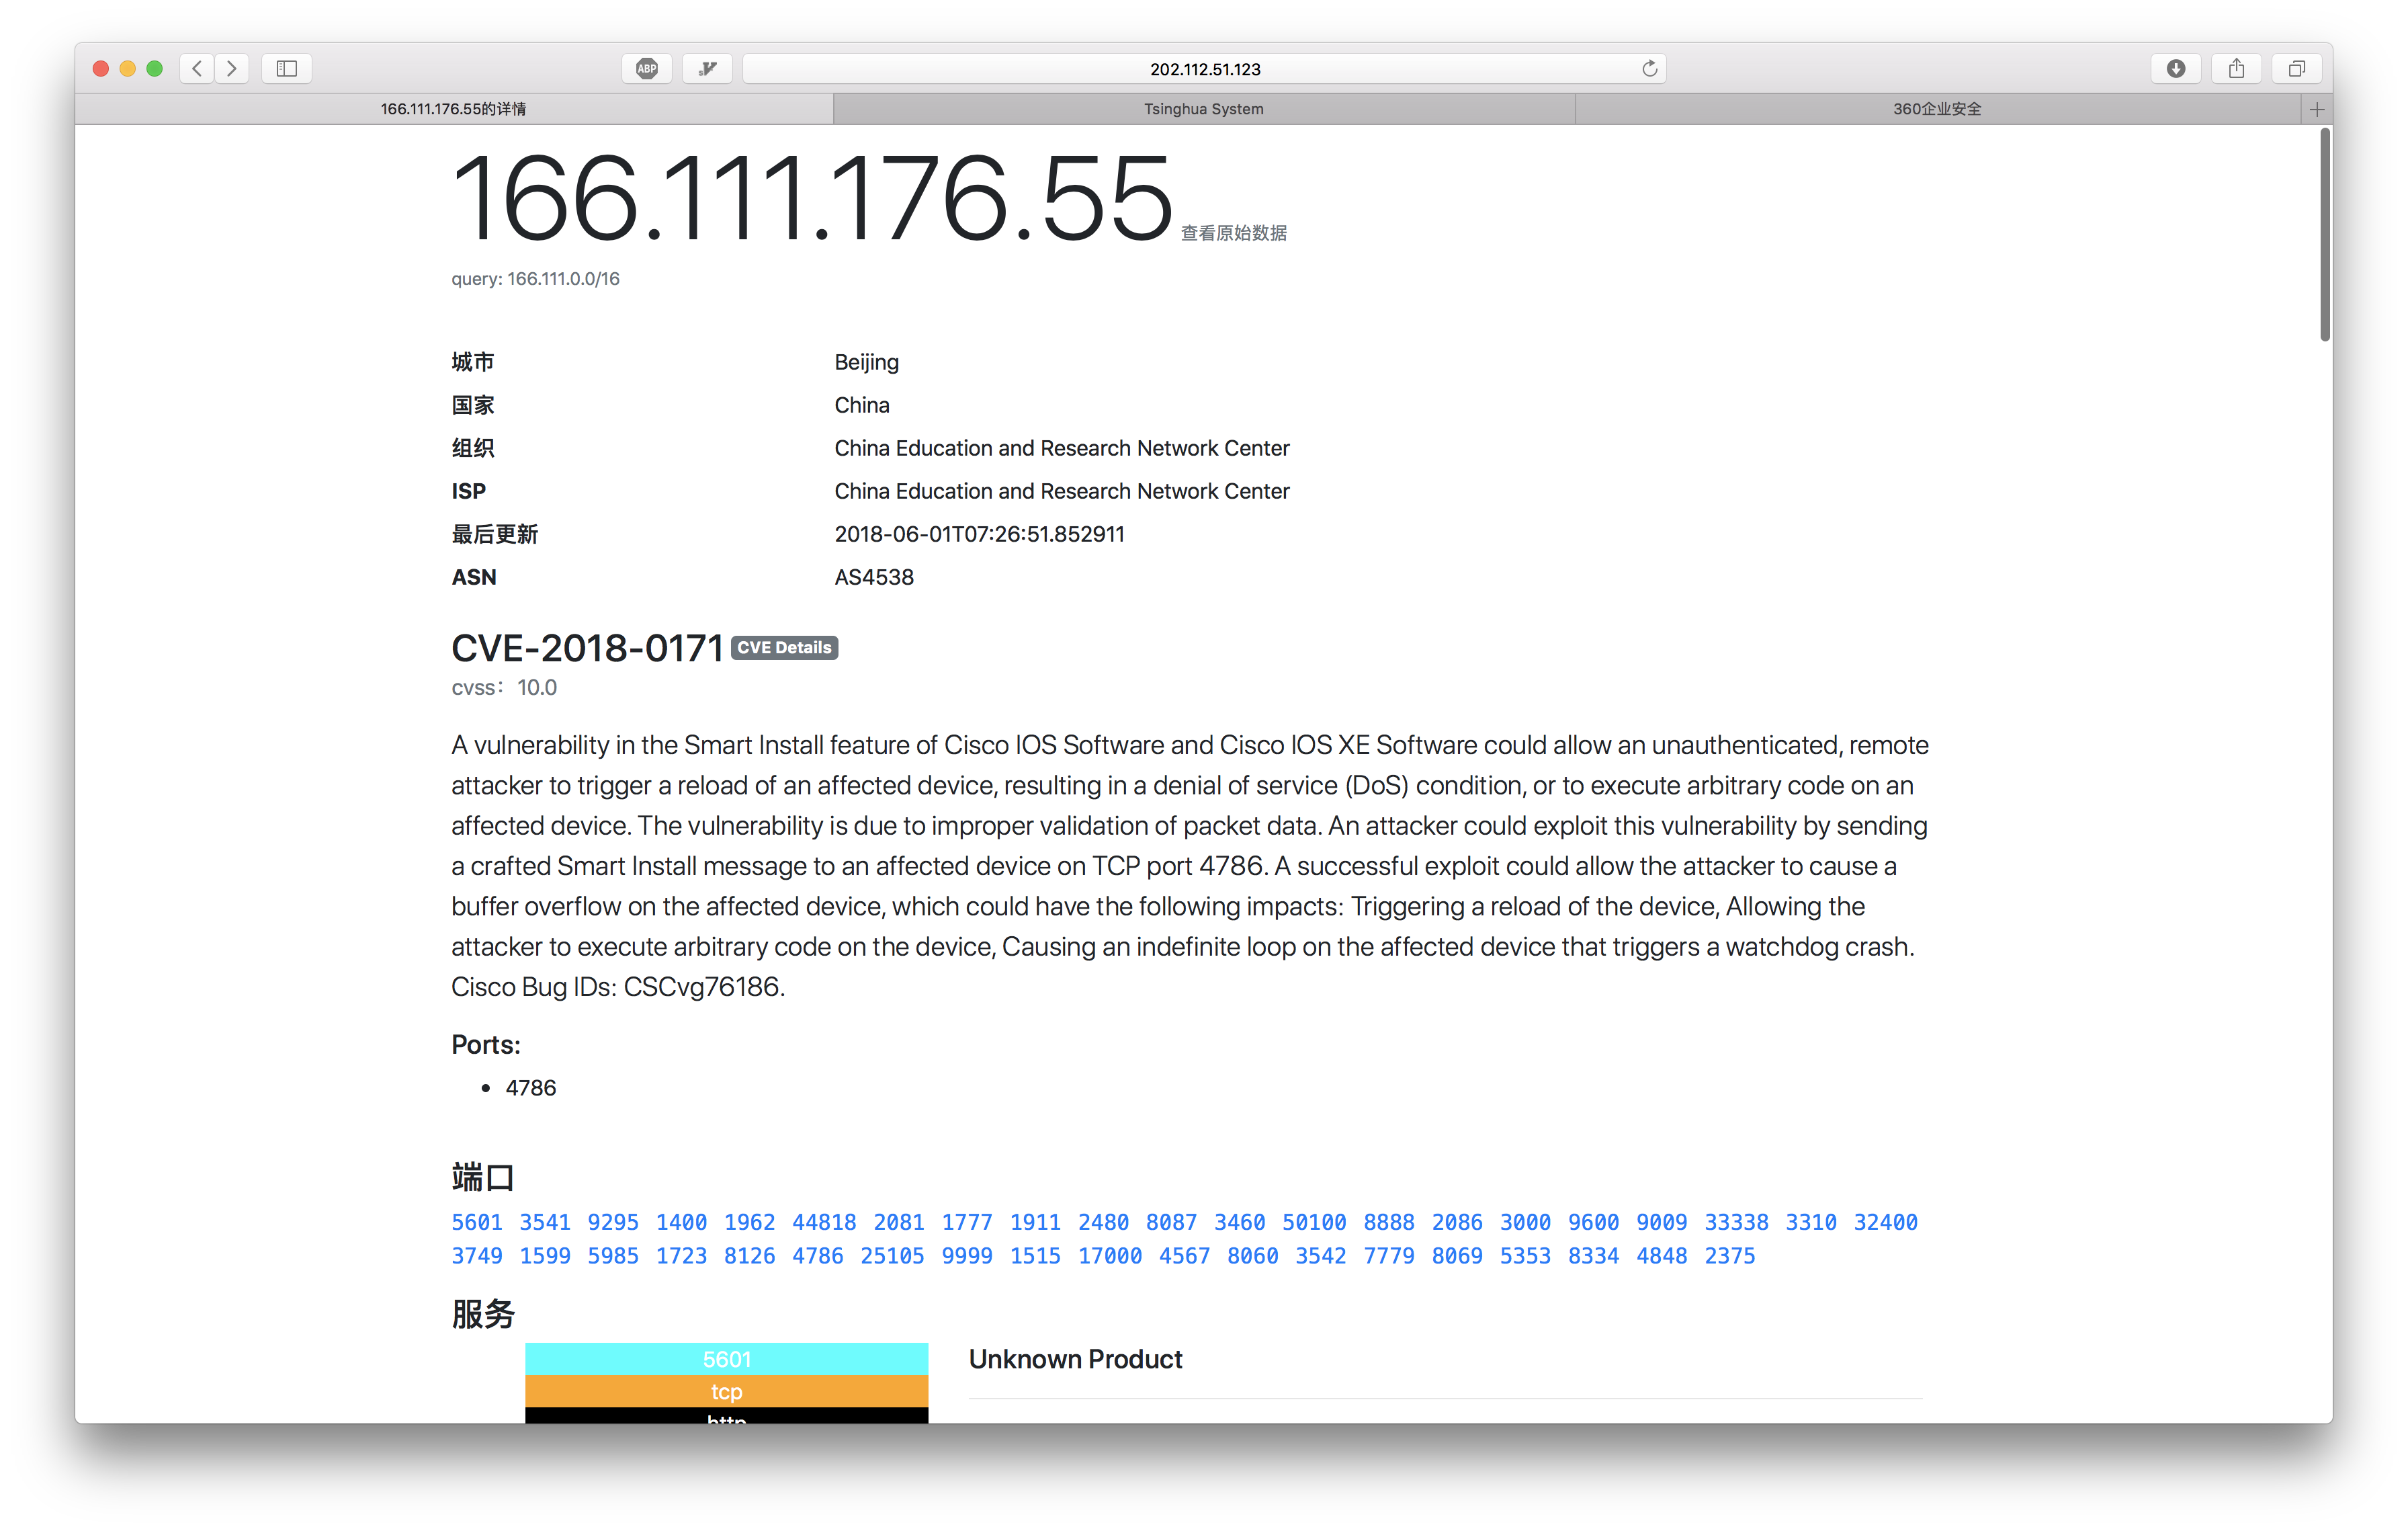 ABP
202.112.51.123
166.111.176.55的详情
Tsinghua System
360企业安全
166.111.176.55 查看原始数据
query: 166.111.0.0/16
城市 Beijing
国家 China
组织 China Education and Research Network Center
ISP China Education and Research Network Center
最后更新 2018-06-01T07:26:51.852911
ASN AS4538
CVE-2018-0171 CVE Details
cvss: 10.0
A vulnerability in the Smart Install feature of Cisco IOS Software and Cisco IOS XE Software could allow an unauthenticated, remote
attacker to trigger a reload of an affected device, resulting in a denial of service (DoS) condition, or to execute arbitrary code on an
affected device. The vulnerability is due to improper validation of packet data. An attacker could exploit this vulnerability by sending
a crafted Smart Install message to an affected device on TCP port 4786. A successful exploit could allow the attacker to cause a
buffer overflow on the affected device, which could have the following impacts: Triggering a reload of the device, Allowing the
attacker to execute arbitrary code on the device, Causing an indefinite loop on the affected device that triggers a watchdog crash.
Cisco Bug IDs: CSCvg76186.
Ports:
• 4786
端口
5601 3541 9295 1400 1962 44818 2081 1777 1911 2480 8087 3460 50100 8888 2086 3000 9600 9009 33338 3310 32400
3749 1599 5985 1723 8126 4786 25105 9999 1515 17000 4567 8060 3542 7779 8069 5353 8334 4848 2375
服务
5601
Unknown Product
tcp
http